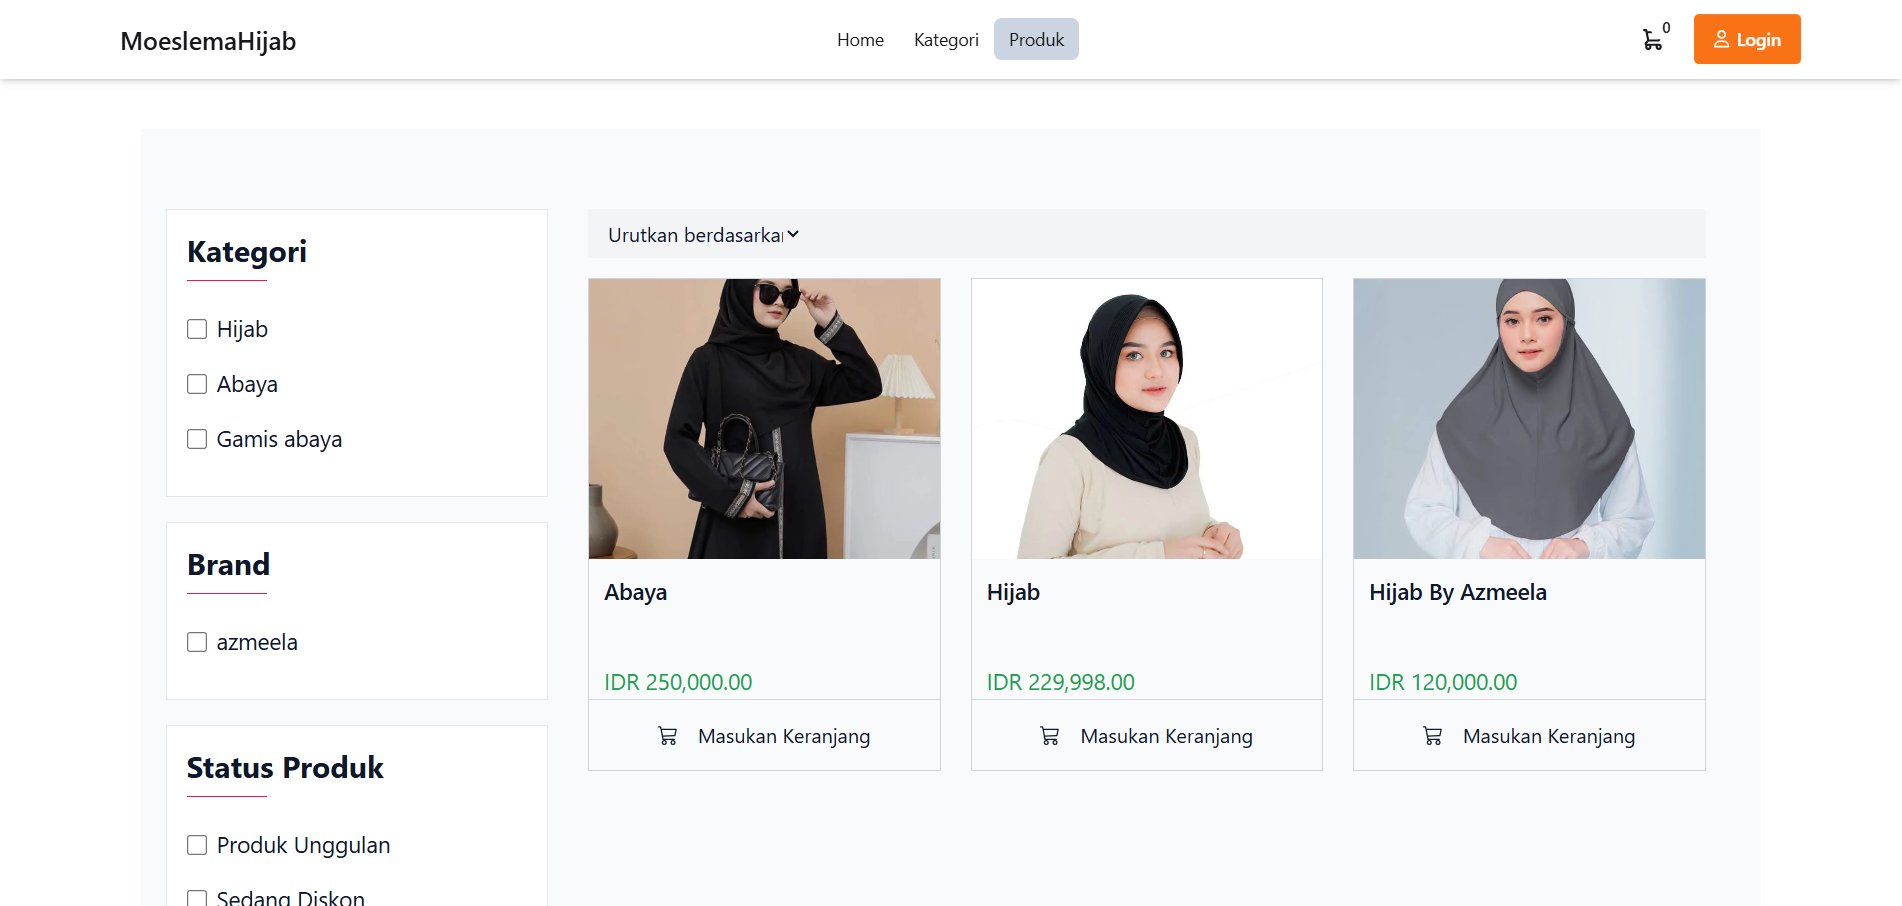 MoeslemaHijab
Home
Kategori
Produk
0
Login
Kategori
Hijab
Abaya
Gamis abaya
Brand
azmeela
Status Produk
Produk Unggulan
Sedang Diskon
Urutkan berdasarkan
Abaya
IDR 250,000.00
Masukan Keranjang
Hijab
IDR 229,998.00
Masukan Keranjang
Hijab By Azmeela
IDR 120,000.00
Masukan Keranjang